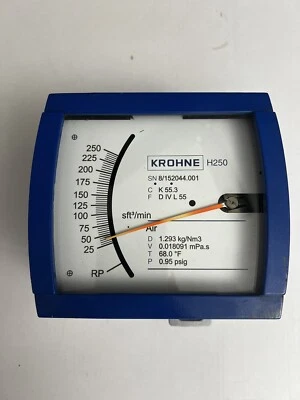 KROHNE H250
SN 8/152044.001
C K 55.3
F D IV L 55
250
225
200
175
150
125
100
75
50
25
RP
sft³/min
Air
D 1.293 kg/Nm3
V 0.018091 mPa.s
T 68.0 °F
P 0.95 psig